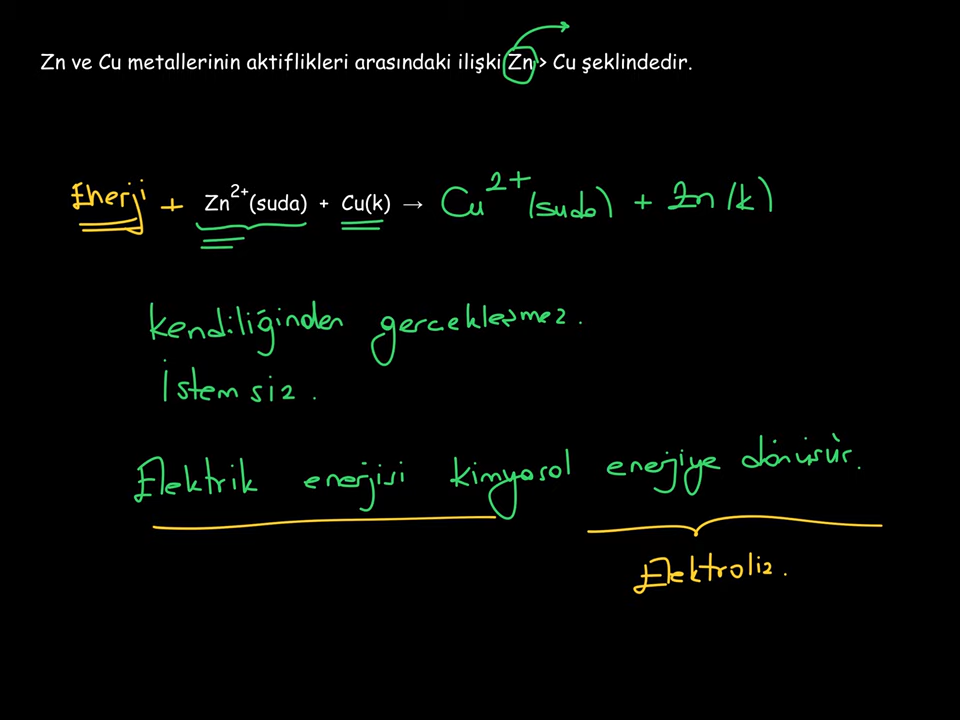 Zn ve Cu metallerinin aktiflikleri arasındaki ilişki Zn > Cu şeklindedir.
Enerji + Zn²⁺(suda) + Cu(k) → Cu²⁺(suda) + Zn(k)
kendiliğinden gerçekleşmez.
İstemsiz.
Elektrik enerjisi kimyasal enerjiye dönüşür.
Elektroliz.